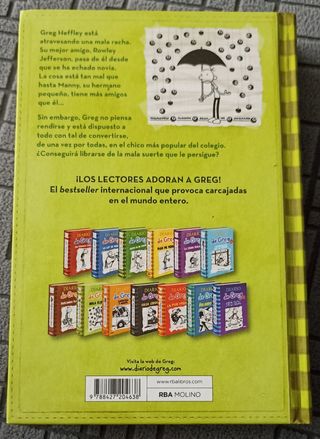 Greg Heffley está
atravesando una mala racha.
Su mejor amigo, Rowley
Jefferson, pasa de él desde
que se ha echado novia.
La cosa está tan mal que
hasta Manny, su hermano
pequeño, tiene más amigos
que él...
Sin embargo, Greg no piensa
rendirse y está dispuesto a
todo con tal de convertirse,
de una vez por todas, en el chico más popular del colegio.
¿Conseguirá librarse de la mala suerte que le persigue?
¡LOS LECTORES ADORAN A GREG!
El bestseller internacional que provoca carcajadas
en el mundo entero.
Visita la web de Greg:
www.diariodegreg.com
www.rbalibros.com
RBA MOLINO
9 788427 204638